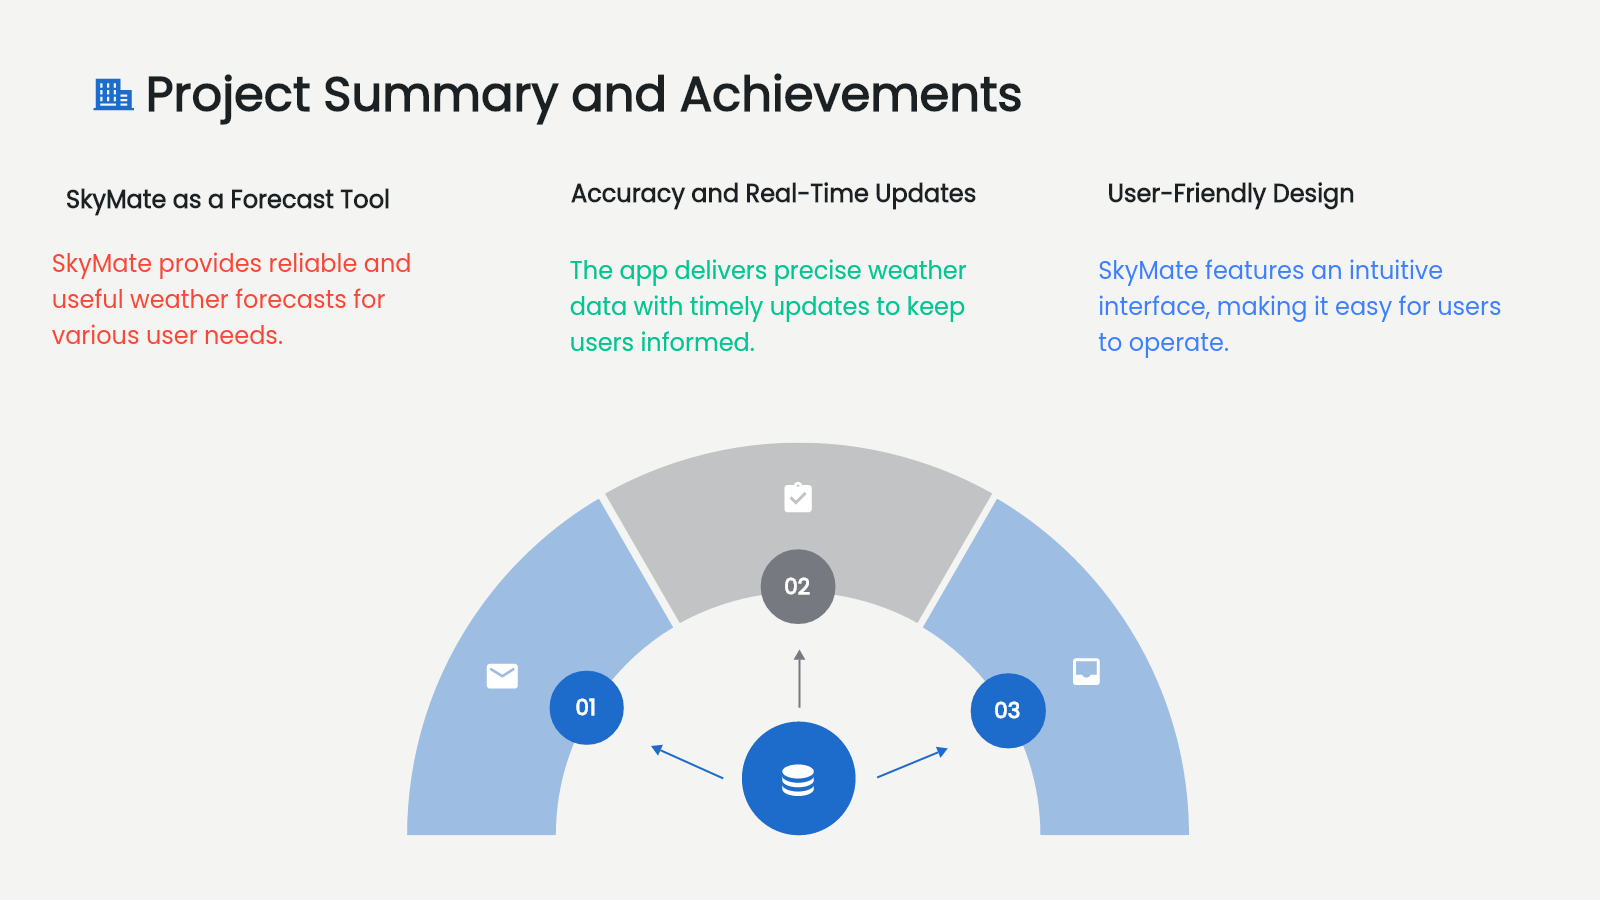 Project Summary and Achievements
SkyMate as a Forecast Tool
SkyMate provides reliable and
useful weather forecasts for
various user needs.
Accuracy and Real-Time Updates
The app delivers precise weather
data with timely updates to keep
users informed.
User-Friendly Design
SkyMate features an intuitive
interface, making it easy for users
to operate.
01
02
03